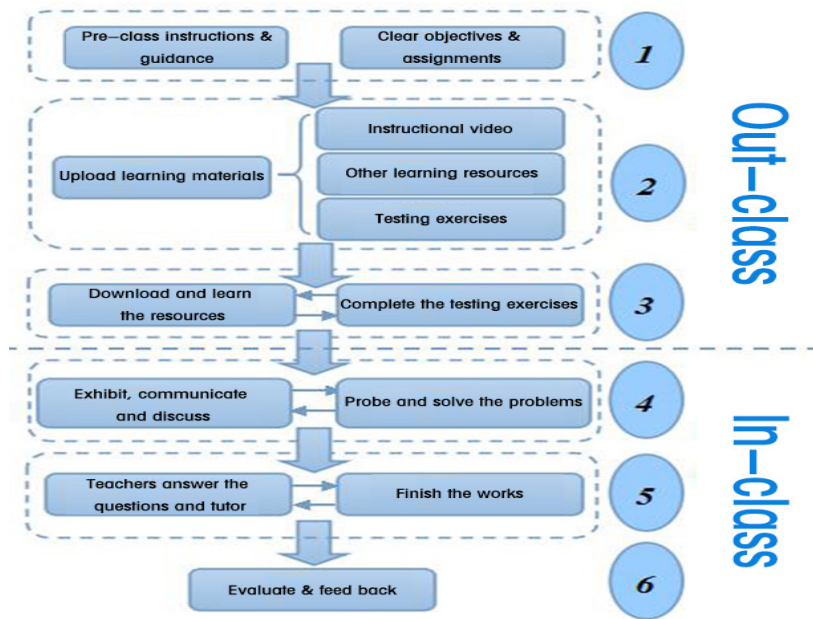 Pre-class instructions &
guidance
Clear objectives &
assignments
1
Upload learning materials
Instructional video
Other learning resources
Testing exercises
2
Download and learn
the resources
Complete the testing exercises
3
Out-class
Exhibit, communicate
and discuss
Probe and solve the problems
4
Teachers answer the
questions and tutor
Finish the works
5
Evaluate & feed back
6
In-class